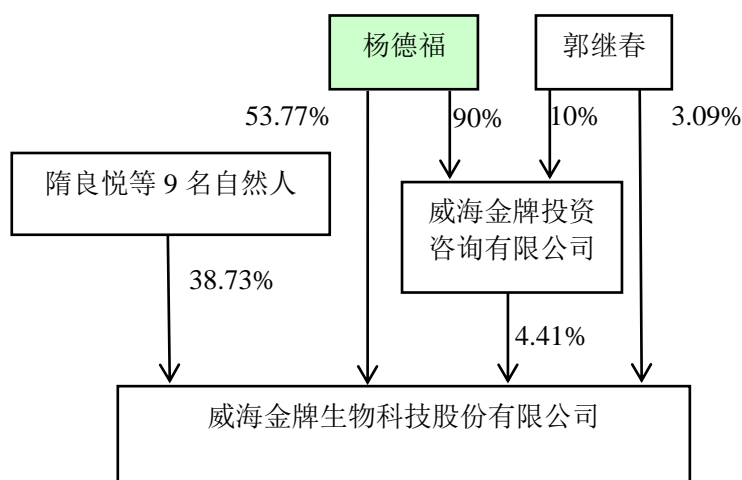 杨德福
郭继春
53.77%
90%
10%
3.09%
隋良悦等 9 名自然人
威海金牌投资
咨询有限公司
38.73%
4.41%
威海金牌生物科技股份有限公司